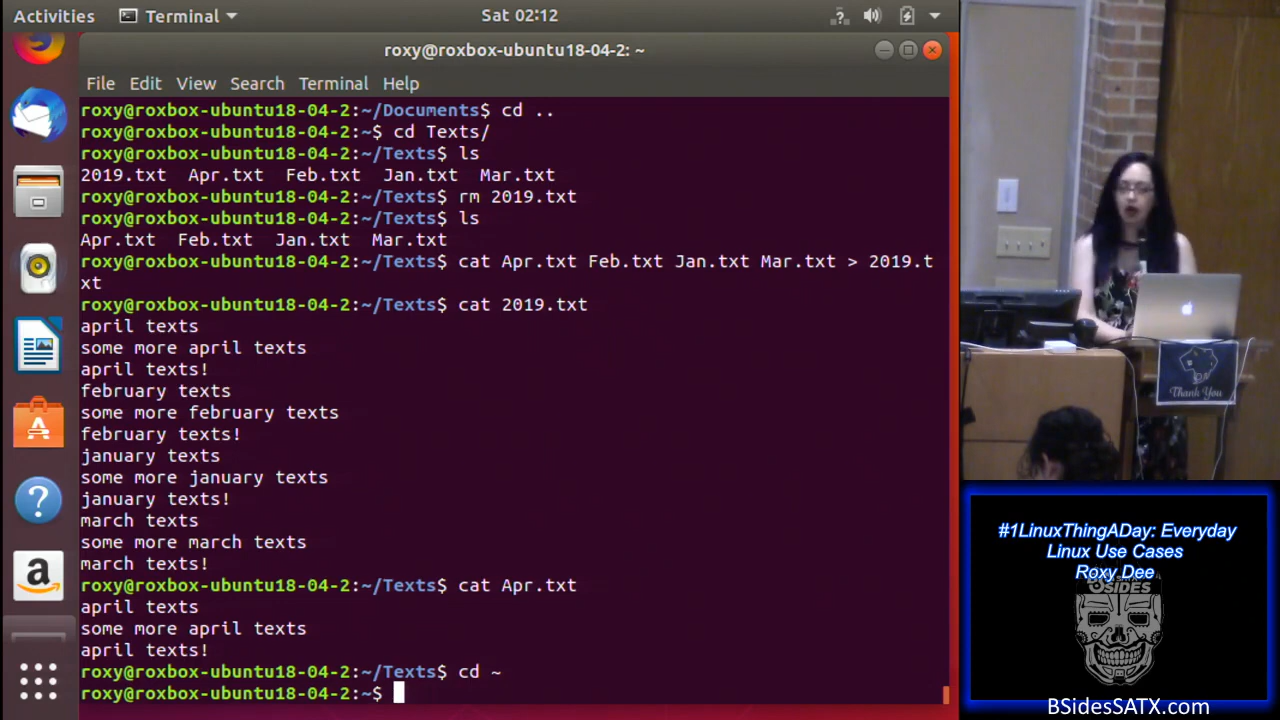 Activities
Terminal
Sat 02:12
roxy@roxbox-ubuntu18-04-2: ~
File Edit View Search Terminal Help
roxy@roxbox-ubuntu18-04-2:~/Documents$ cd ..
roxy@roxbox-ubuntu18-04-2:~$ cd Texts/
roxy@roxbox-ubuntu18-04-2:~/Texts$ ls
2019.txt  Apr.txt  Feb.txt  Jan.txt  Mar.txt
roxy@roxbox-ubuntu18-04-2:~/Texts$ rm 2019.txt
roxy@roxbox-ubuntu18-04-2:~/Texts$ ls
Apr.txt  Feb.txt  Jan.txt  Mar.txt
roxy@roxbox-ubuntu18-04-2:~/Texts$ cat Apr.txt Feb.txt Jan.txt Mar.txt > 2019.t
xt
roxy@roxbox-ubuntu18-04-2:~/Texts$ cat 2019.txt
april texts
some more april texts
april texts!
february texts
some more february texts
february texts!
january texts
some more january texts
january texts!
march texts
some more march texts
march texts!
roxy@roxbox-ubuntu18-04-2:~/Texts$ cat Apr.txt
april texts
some more april texts
april texts!
roxy@roxbox-ubuntu18-04-2:~/Texts$ cd ~
roxy@roxbox-ubuntu18-04-2:~$
Thank You
#1LinuxThingADay: Everyday
Linux Use Cases
Roxy Dee
BSIDES
BSidesSATX.com